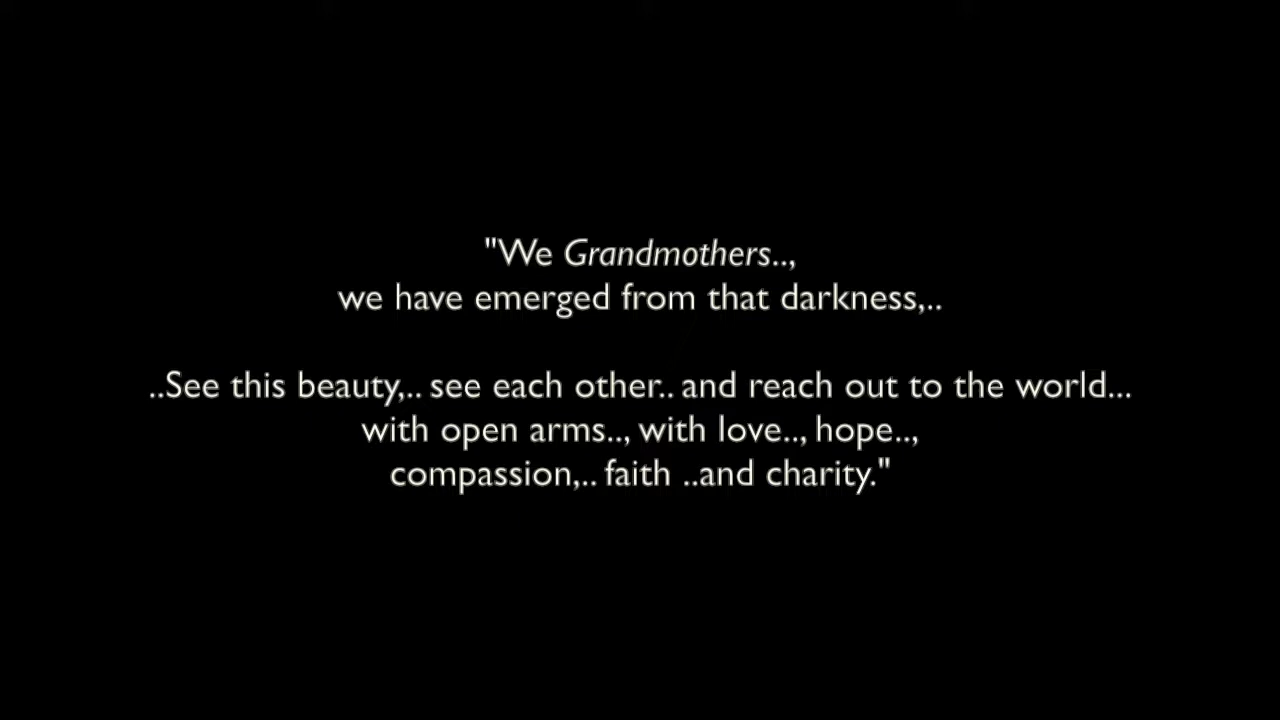 "We Grandmothers..,
we have emerged from that darkness,..
..See this beauty,.. see each other.. and reach out to the world...
with open arms.., with love.., hope..,
compassion,.. faith ..and charity."